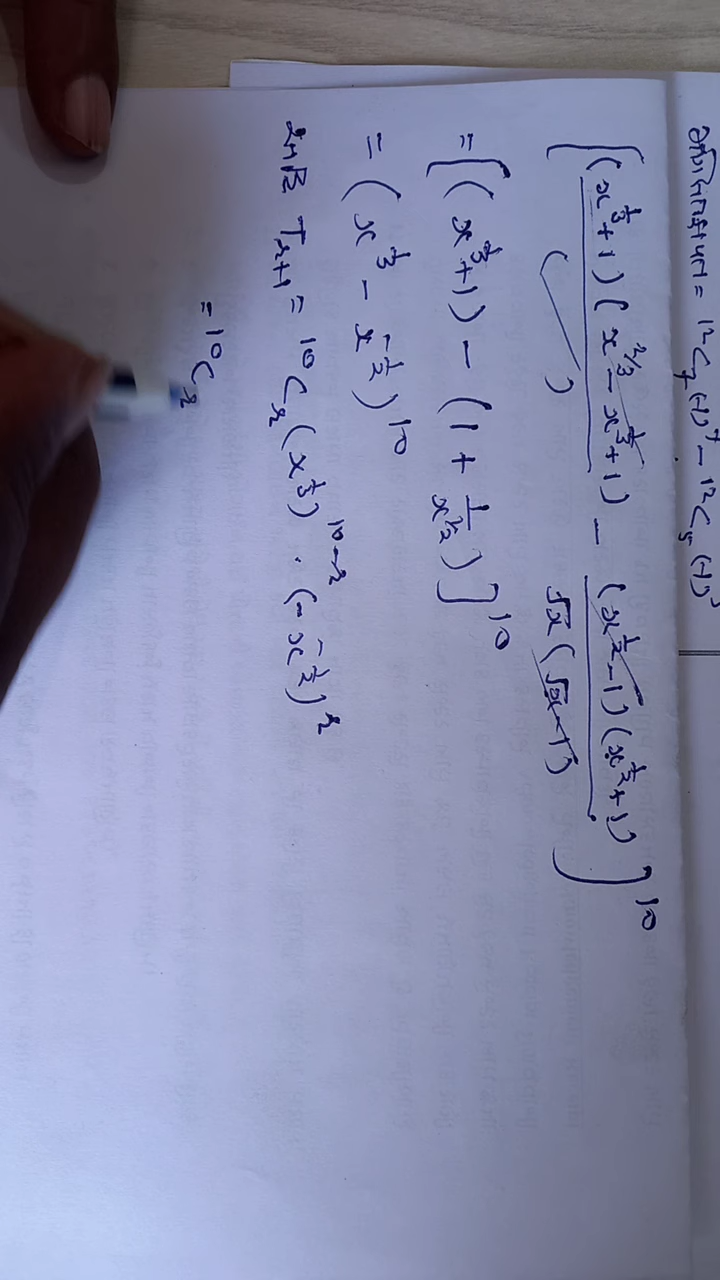 = ¹²C₇(-1)⁷ - ¹²C₅(-1)⁵
[ (x^{1/3}+1)(x^{2/3}-x^{1/3}+1) / ( ) - (x^{1/2}-1)(x^{1/2}+1) / √x(√x-1) ]^{10}
= [(x^{1/3}+1) - (1 + 1/x^{1/2})]^{10}
= (x^{1/3} - x^{-1/2})^{10}
T_{r+1} = ¹⁰C_r (x^{1/3})^{10-r} . (-x^{-1/2})^r
= ¹⁰C_r